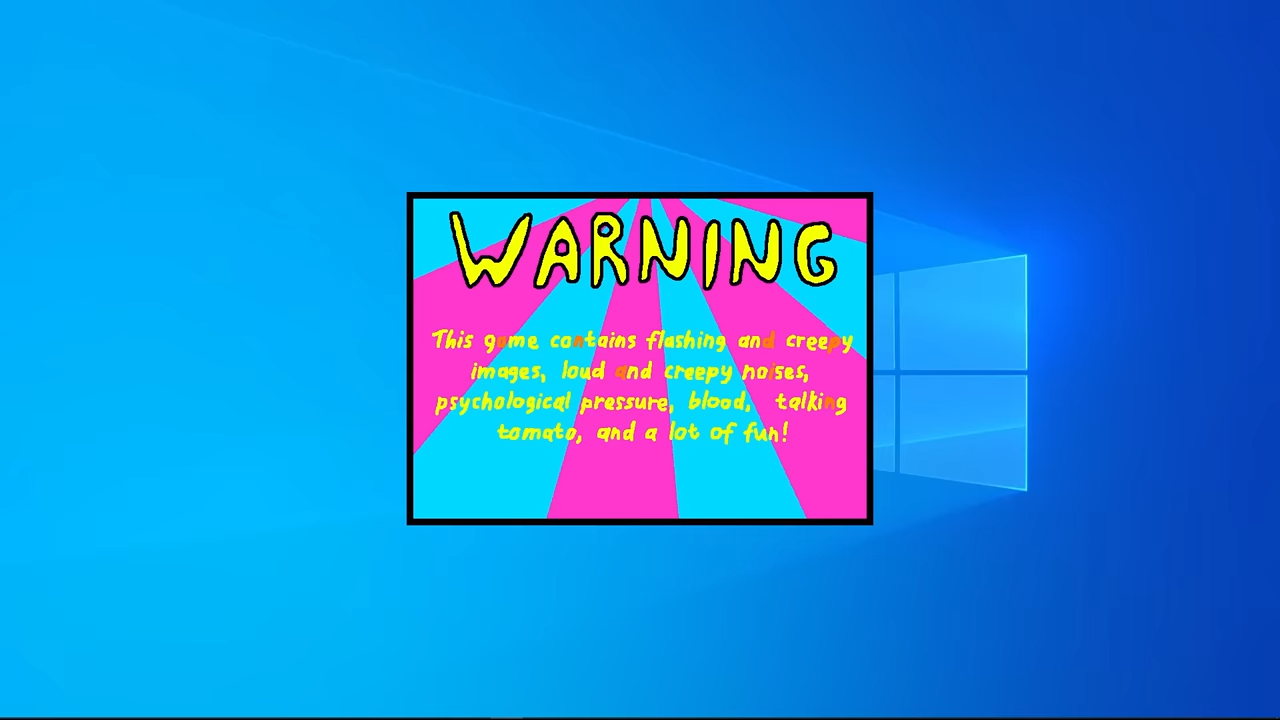 WARNING
This game contains flashing and creepy
images, loud and creepy noises,
psychological pressure, blood, talking
tomato, and a lot of fun!